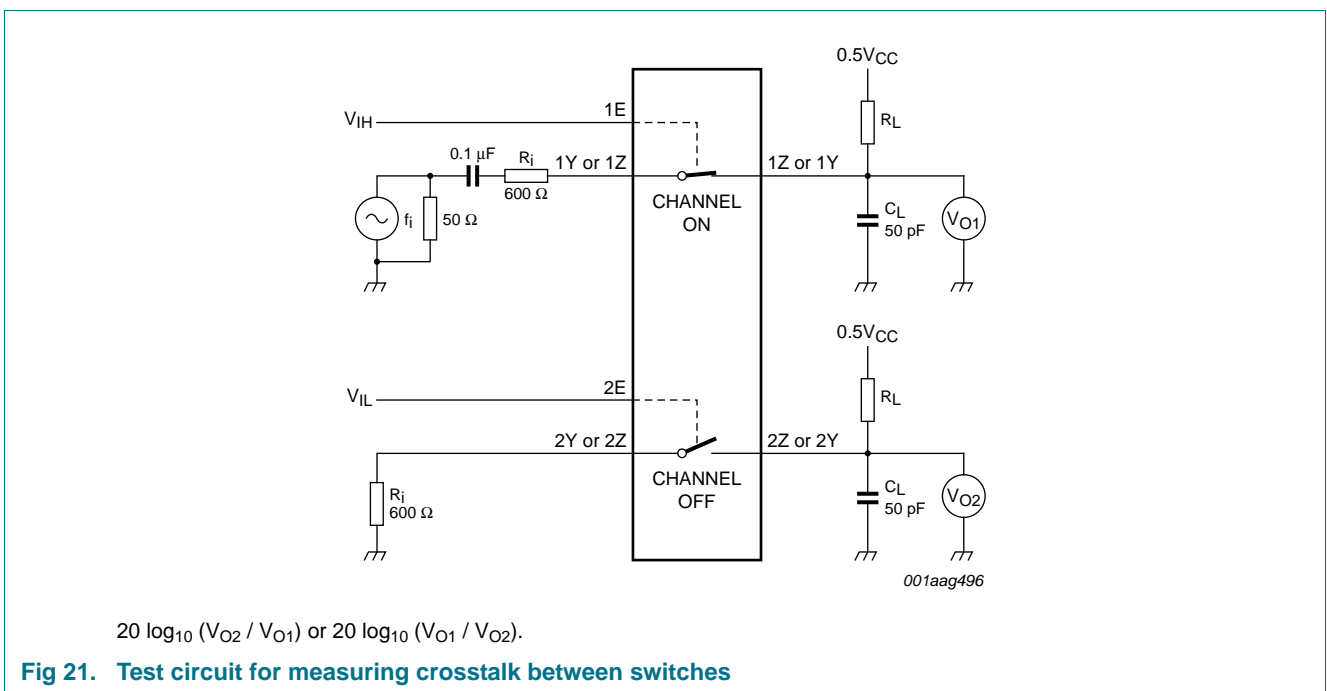 0.5VCC
RL
1E
VIH
0.1 μF
Ri
600 Ω
1Y or 1Z
1Z or 1Y
CHANNEL
ON
fi
50 Ω
CL
50 pF
VO1
0.5VCC
RL
2E
VIL
2Y or 2Z
2Z or 2Y
CHANNEL
OFF
Ri
600 Ω
CL
50 pF
VO2
001aag496
20 log10 (VO2 / VO1) or 20 log10 (VO1 / VO2).
Fig 21. Test circuit for measuring crosstalk between switches